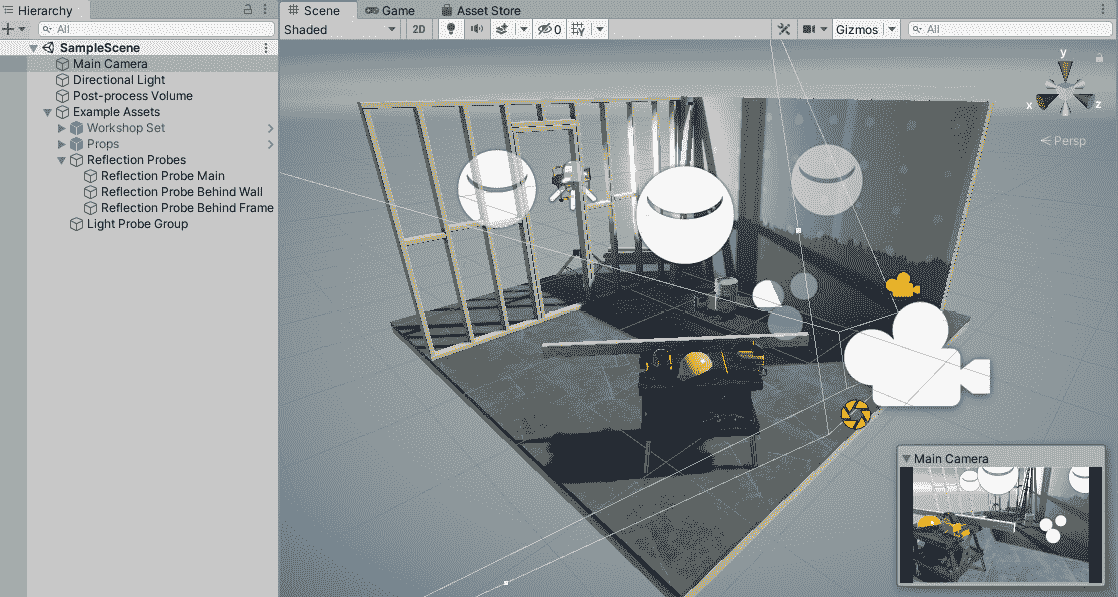 Hierarchy
All
SampleScene
Main Camera
Directional Light
Post-process Volume
Example Assets
Workshop Set
Props
Reflection Probes
Reflection Probe Main
Reflection Probe Behind Wall
Reflection Probe Behind Frame
Light Probe Group
Scene Game Asset Store
Shaded 2D 0 Gizmos All
y
x z
Persp
Main Camera